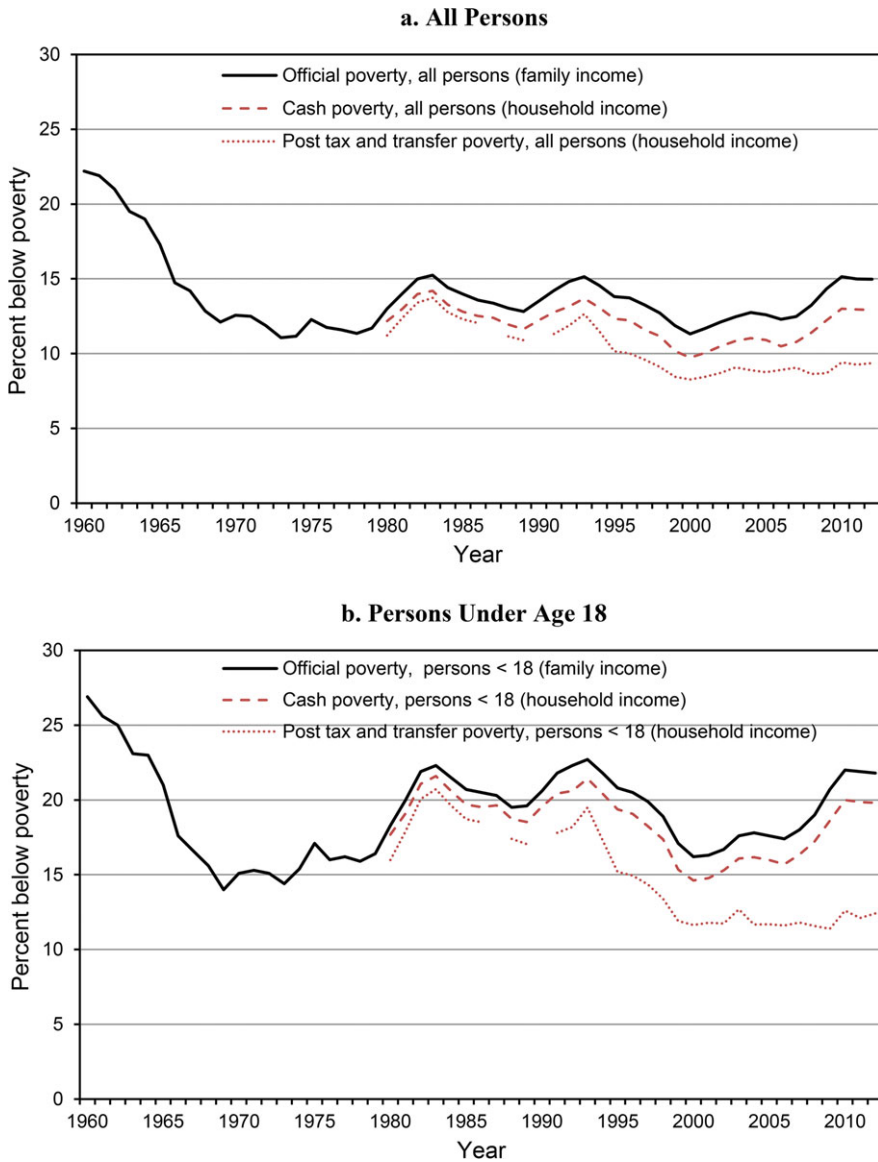 a. All Persons
30
Official poverty, all persons (family income)
Cash poverty, all persons (household income)
25
Post tax and transfer poverty, all persons (household income)
20
15
10
5
0
Percent below poverty
1960 1965 1970 1975 1980 1985 1990 1995 2000 2005 2010
Year
b. Persons Under Age 18
30
Official poverty, persons < 18 (family income)
Cash poverty, persons < 18 (household income)
25
Post tax and transfer poverty, persons < 18 (household income)
20
15
10
5
0
Percent below poverty
1960 1965 1970 1975 1980 1985 1990 1995 2000 2005 2010
Year